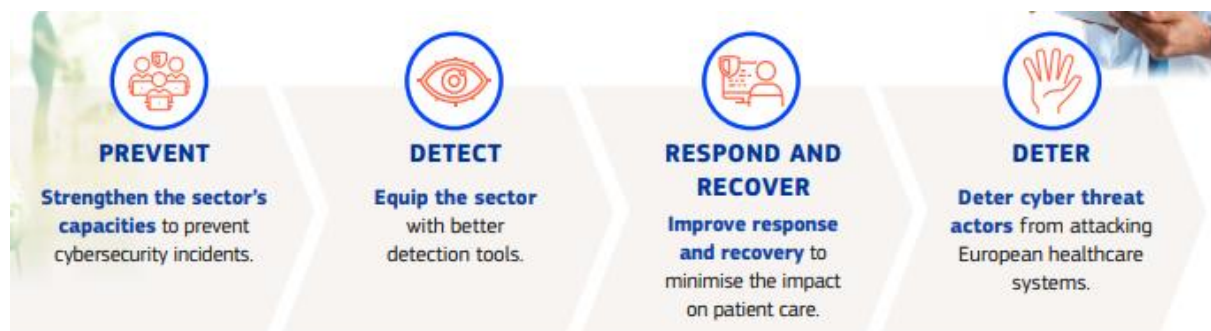 PREVENT
Strengthen the sector's
capacities to prevent
cybersecurity incidents.
DETECT
Equip the sector
with better
detection tools.
RESPOND AND
RECOVER
Improve response
and recovery to
minimise the impact
on patient care.
DETER
Deter cyber threat
actors from attacking
European healthcare
systems.